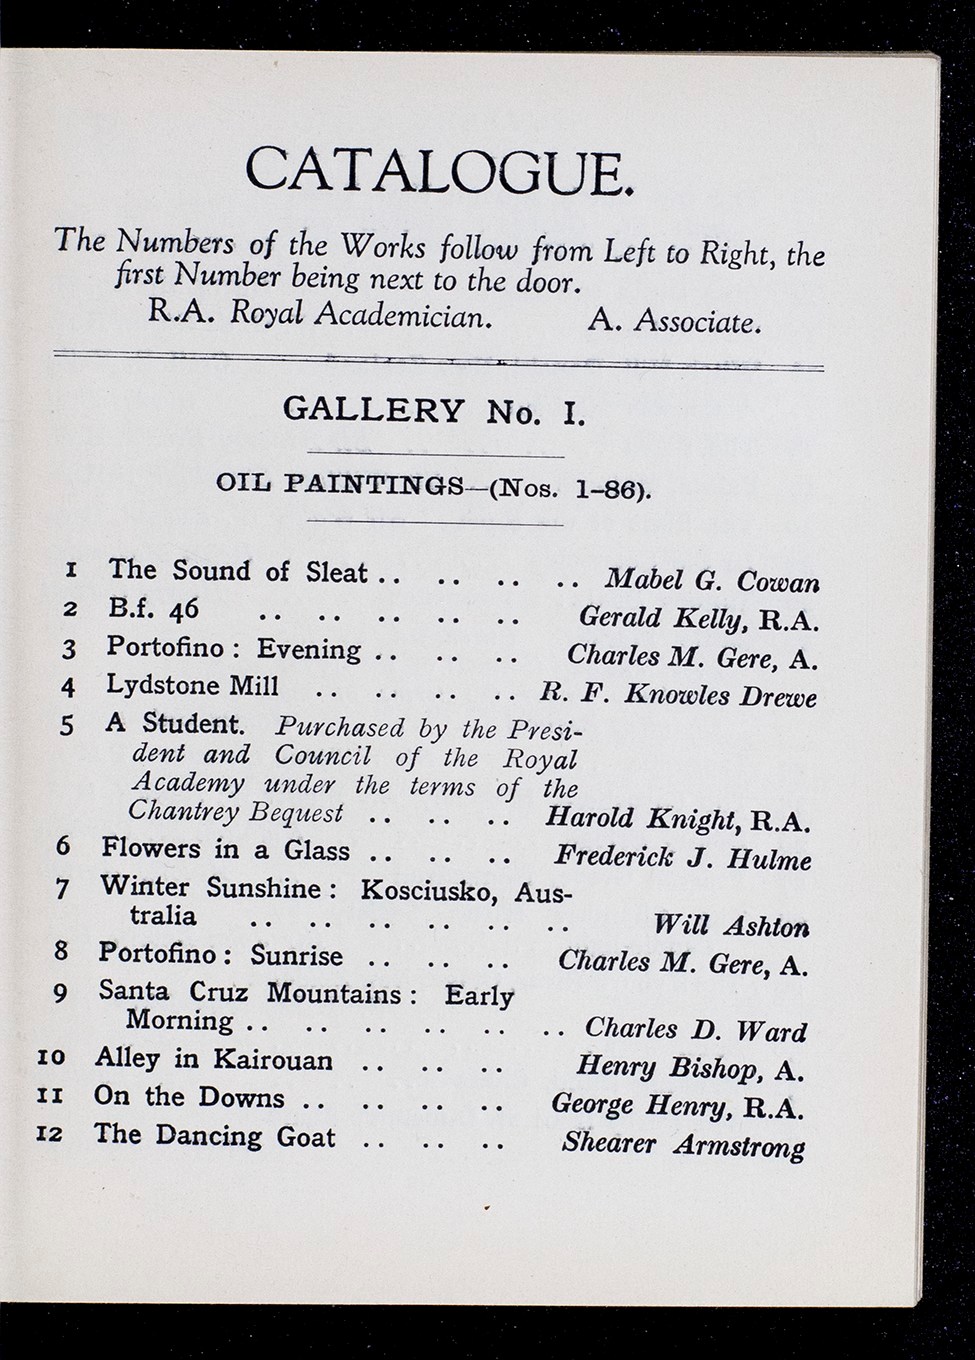 CATALOGUE.
The Numbers of the Works follow from Left to Right, the
first Number being next to the door.
R.A. Royal Academician. A. Associate.
GALLERY No. I.
OIL PAINTINGS—(Nos. 1-86).
1 The Sound of Sleat .. .. .. .. Mabel G. Cowan
2 B.f. 46 .. .. .. .. .. Gerald Kelly, R.A.
3 Portofino : Evening .. .. .. Charles M. Gere, A.
4 Lydstone Mill .. .. .. .. R. F. Knowles Drewe
5 A Student. Purchased by the Presi-
dent and Council of the Royal
Academy under the terms of the
Chantrey Bequest .. .. .. Harold Knight, R.A.
6 Flowers in a Glass .. .. .. Frederick J. Hulme
7 Winter Sunshine : Kosciusko, Aus-
tralia .. .. .. .. .. .. Will Ashton
8 Portofino : Sunrise .. .. .. Charles M. Gere, A.
9 Santa Cruz Mountains : Early
Morning .. .. .. .. .. .. Charles D. Ward
10 Alley in Kairouan .. .. .. Henry Bishop, A.
11 On the Downs .. .. .. .. George Henry, R.A.
12 The Dancing Goat .. .. .. Shearer Armstrong